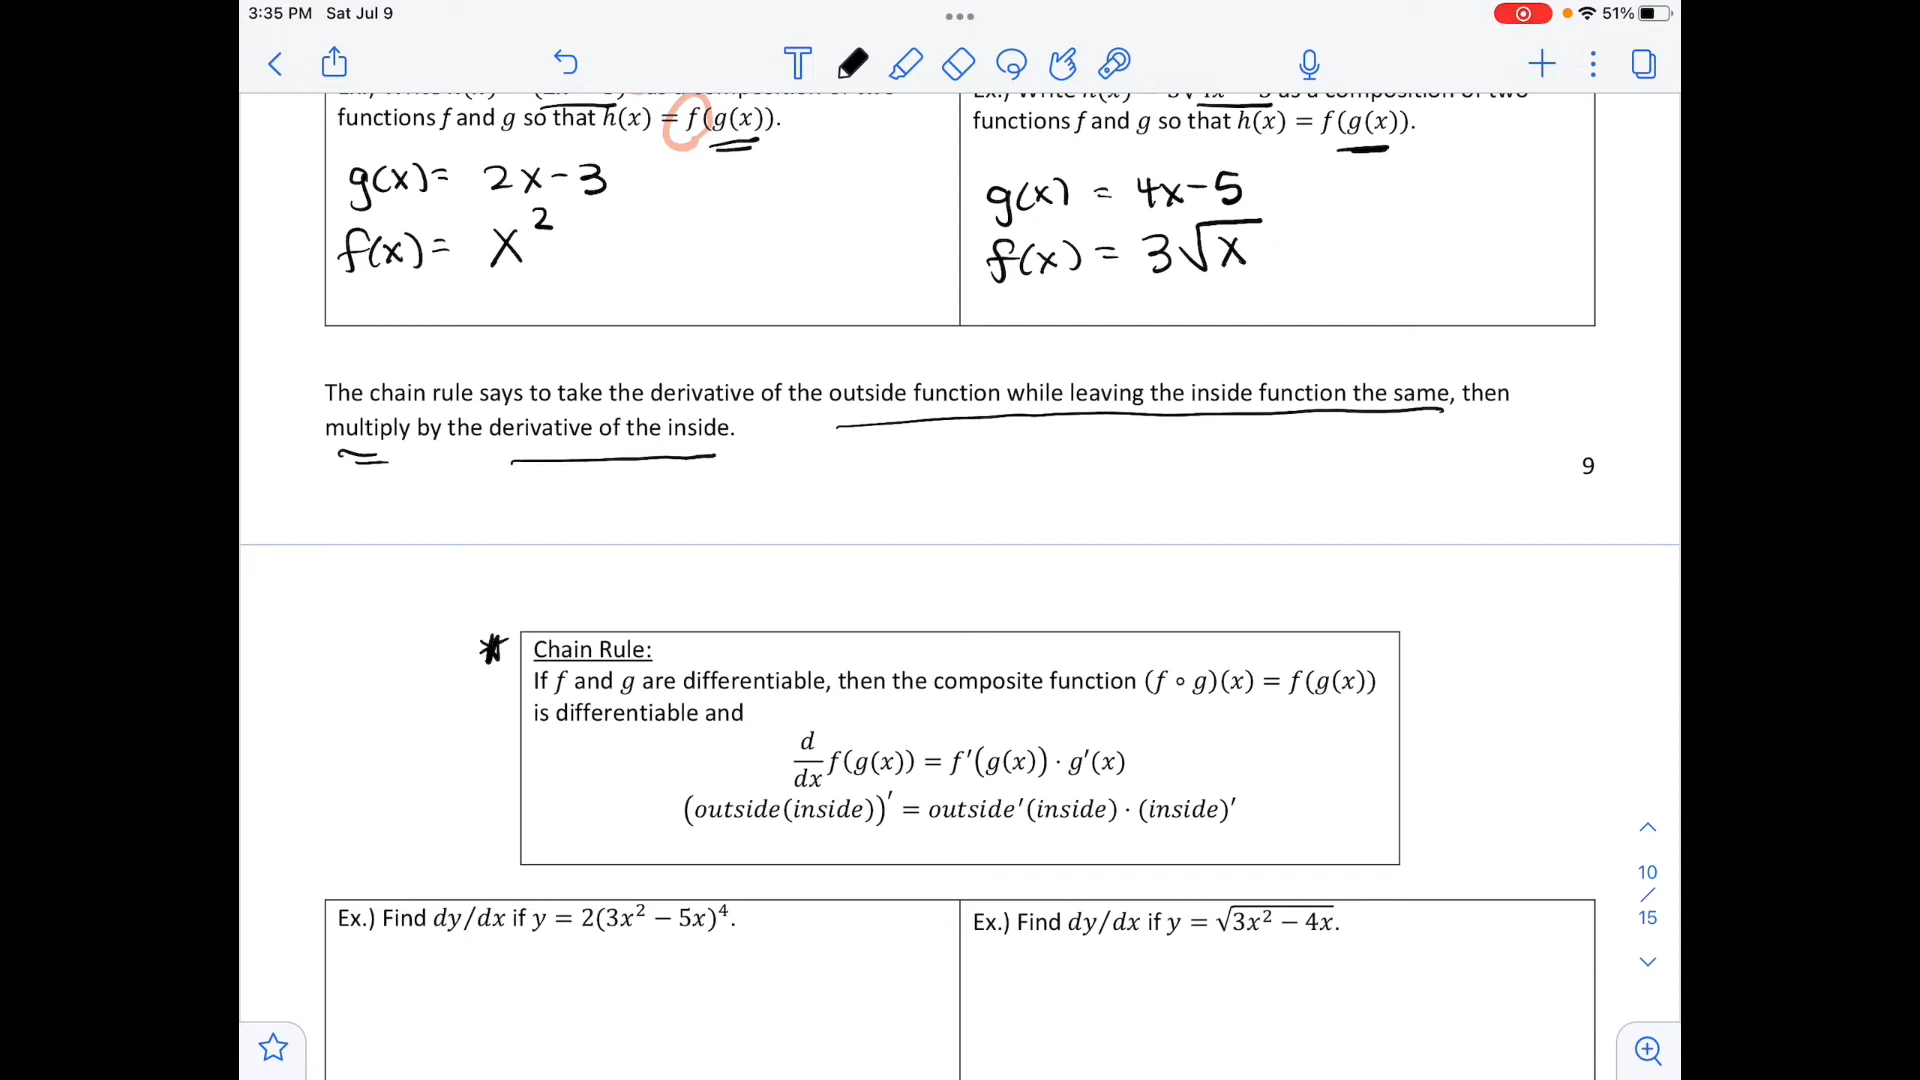 3:35 PM Sat Jul 9
51%
functions f and g so that h(x) = f(g(x)).
g(x)= 2x-3
f(x)= x²
as a composition of two
functions f and g so that h(x) = f(g(x)).
g(x) = 4x-5
f(x) = 3√x
The chain rule says to take the derivative of the outside function while leaving the inside function the same, then
multiply by the derivative of the inside.
9
* Chain Rule:
If f and g are differentiable, then the composite function (f ∘ g)(x) = f(g(x))
is differentiable and
d/dx f(g(x)) = f′(g(x)) · g′(x)
(outside(inside))′ = outside′(inside) · (inside)′
10
/
15
Ex.) Find dy/dx if y = 2(3x² − 5x)⁴.
Ex.) Find dy/dx if y = √(3x² − 4x).